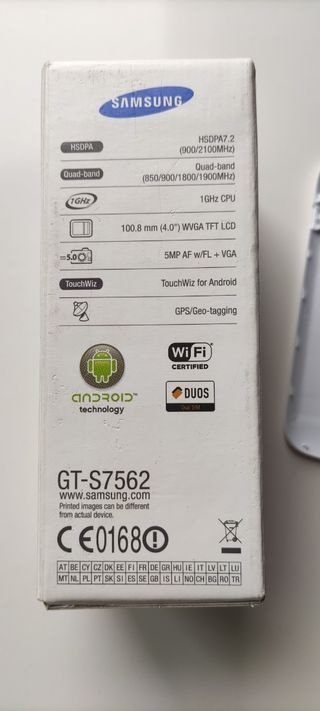 SAMSUNG
HSDPA HSDPA7.2
(900/2100MHz)
Quad-band Quad-band
(850/900/1800/1900MHz)
1GHz 1GHz CPU
100.8 mm (4.0") WVGA TFT LCD
5.0 5MP AF w/FL + VGA
TouchWiz TouchWiz for Android
GPS/Geo-tagging
Wi Fi
CERTIFIED
ANDROID™
technology
DUOS
Dual SIM
GT-S7562
www.samsung.com
Printed images can be different
from actual device.
CE0168
AT BE CY CZ DK EE FI FR DE GR HU IE IT LV LT LU
MT NL PL PT SK SI ES SE GB IS LI NO CH BG RO TR